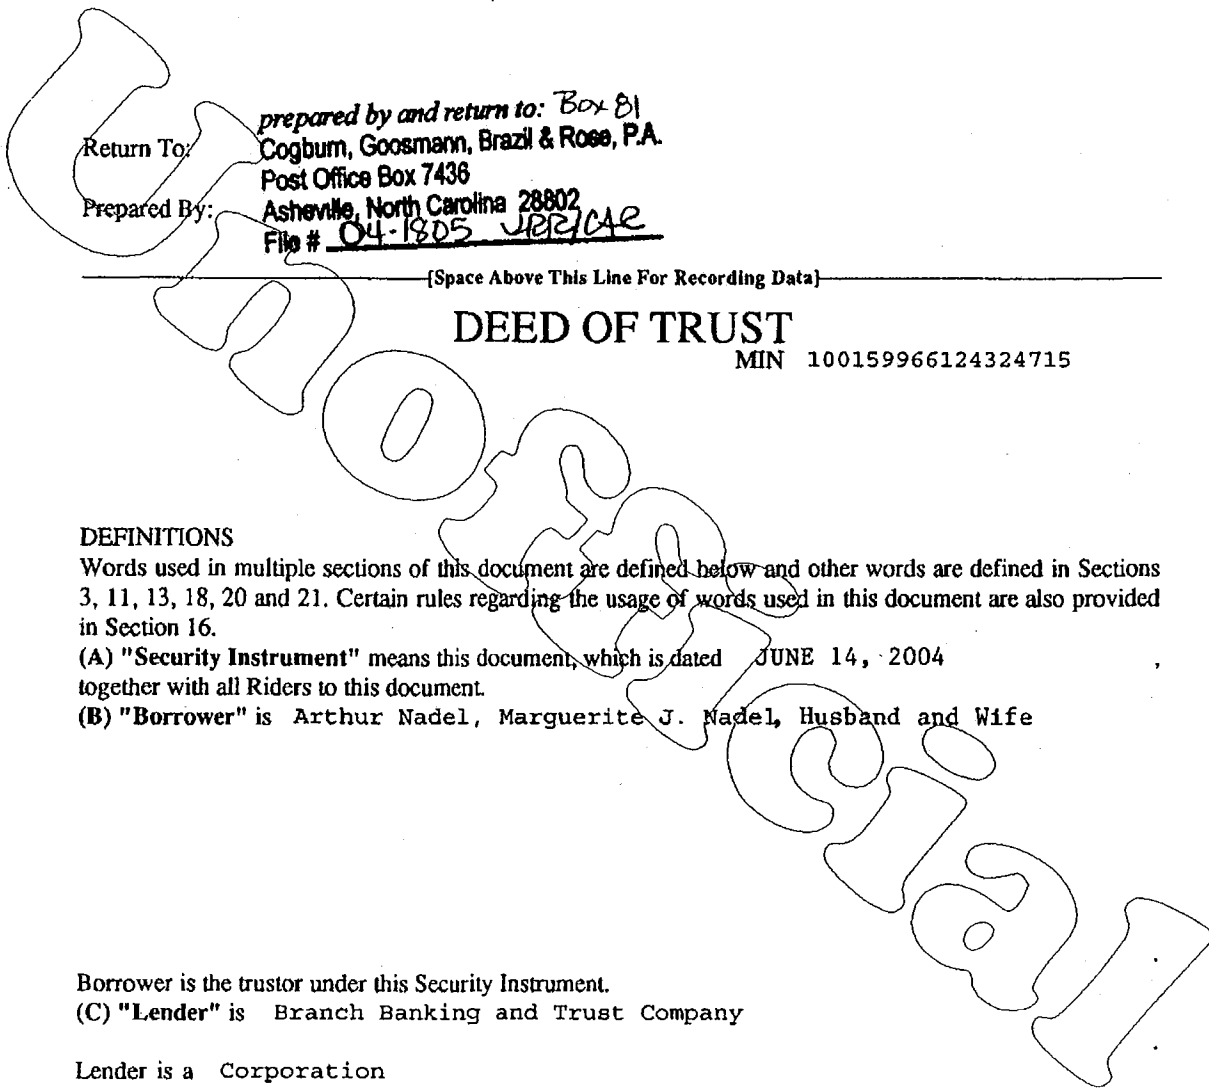 prepared by and return to: Box 81
Return To: Cogburn, Goosmann, Brazil & Rose, P.A.
Post Office Box 7436
Prepared By: Asheville, North Carolina 28802
File # 04-1805 JRR/CAR
[Space Above This Line For Recording Data]
DEED OF TRUST
MIN 100159966124324715
DEFINITIONS
Words used in multiple sections of this document are defined below and other words are defined in Sections
3, 11, 13, 18, 20 and 21. Certain rules regarding the usage of words used in this document are also provided
in Section 16.
(A) "Security Instrument" means this document, which is dated JUNE 14, 2004 ,
together with all Riders to this document.
(B) "Borrower" is Arthur Nadel, Marguerite J. Nadel, Husband and Wife
Borrower is the trustor under this Security Instrument.
(C) "Lender" is Branch Banking and Trust Company
Lender is a Corporation
Unofficial